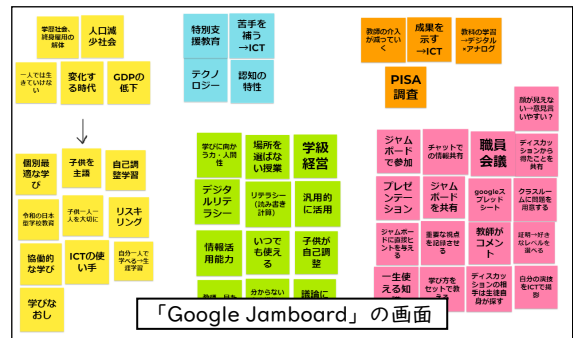 学歴社会、
終身雇用の
解体
人口減
少社会
一人では生
きていけな
い
変化す
る時代
GDPの
低下
個別最
適な学
び
子供を
主語
自己調
整学習
令和の日本
型学校教育
子供一人一
人を大切に
リスキ
リング
協働的
な学び
ICTの使
い手
自分一人で
学べる→生
涯学習
学びな
おし
特別支
援教育
苦手を
補う
→ICT
テクノ
ロジー
認知の
特性
教師の介入
が減ってい
く
成果を
示す
→ICT
教科の学習
→デジタル
×アナログ
PISA
調査
学びに向か
う力・人間
性
場所を
選ばな
い授業
学級
経営
デジタ
ルリテ
ラシー
リテラシー
(読み書き
計算)
汎用的
に活用
情報活
用能力
いつで
も使え
る
子供が
自己調
整
分からない
議論に
顔が見えな
い→意見言
いやすい？
ジャム
ボード
で参加
チャットで
の情報共有
職員
会議
ディスカッ
ションから
得たことを
共有
プレゼ
ンテー
ション
ジャム
ボード
を共有
googleス
プレッド
シート
クラスルー
ムに問題を
用意する
ジャムボー
ドに直接ヒ
ントを与え
る
重要な視点
を記録させ
る
教師が
コメン
ト
証明→好き
なレベルを
選べる
一生使
える知
学び方を
セットで教
ディスカッ
ションの相
手は生徒自
身が探す
自分の実技
をICTで撮
影
「Google Jamboard」の画面